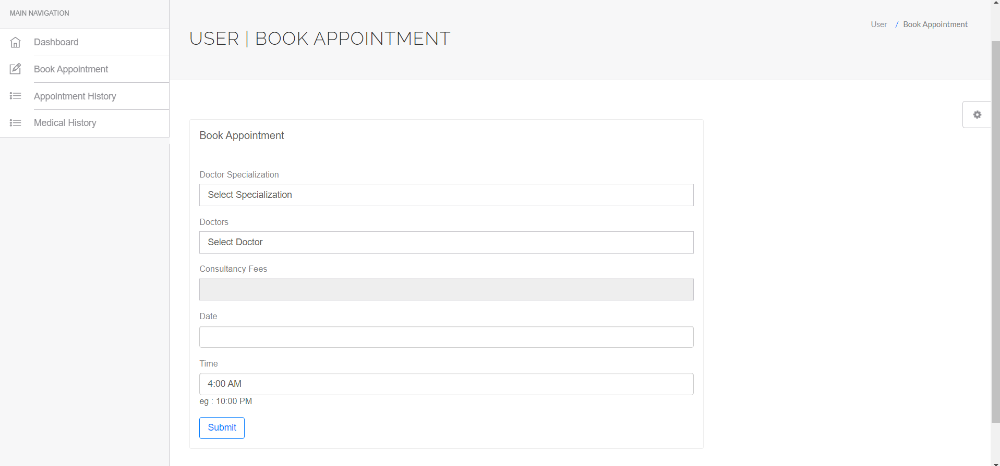 MAIN NAVIGATION
Dashboard
Book Appointment
Appointment History
Medical History
USER | BOOK APPOINTMENT
User / Book Appointment
Book Appointment
Doctor Specialization
Select Specialization
Doctors
Select Doctor
Consultancy Fees
Date
Time
4:00 AM
eg : 10:00 PM
Submit